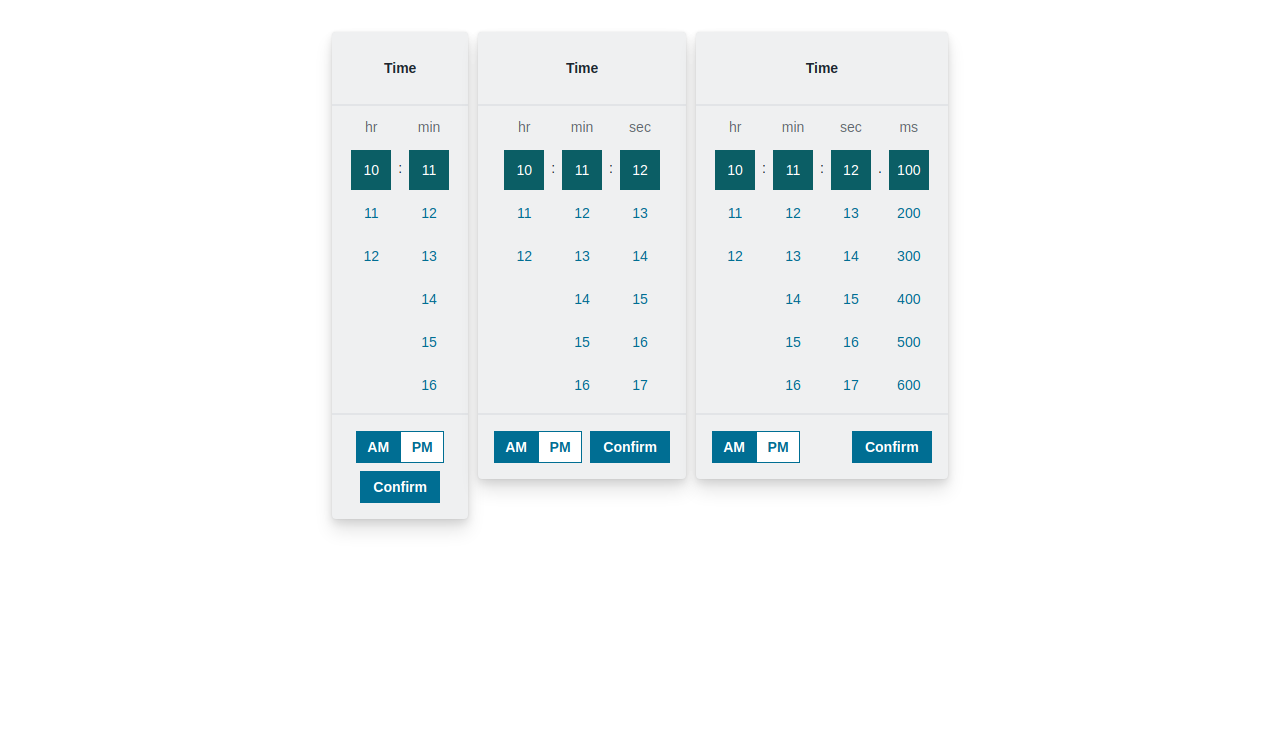 Time
hr min
10 : 11
11 12
12 13
14
15
16
AM PM
Confirm
Time
hr min sec
10 : 11 : 12
11 12 13
12 13 14
14 15
15 16
16 17
AM PM Confirm
Time
hr min sec ms
10 : 11 : 12 . 100
11 12 13 200
12 13 14 300
14 15 400
15 16 500
16 17 600
AM PM Confirm